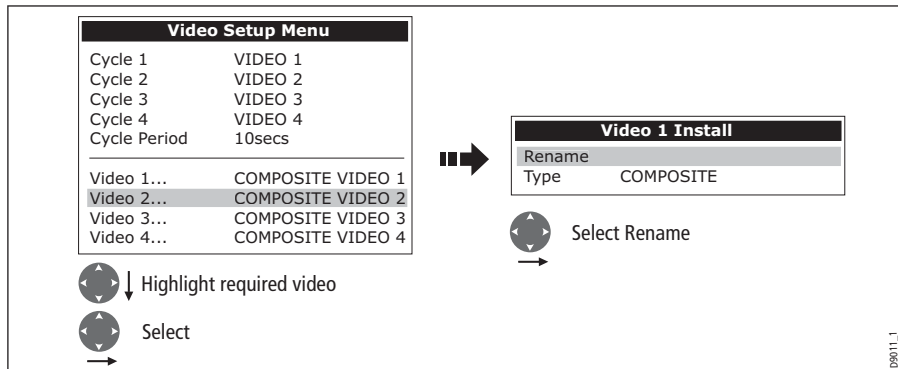 Video Setup Menu
Cycle 1 VIDEO 1
Cycle 2 VIDEO 2
Cycle 3 VIDEO 3
Cycle 4 VIDEO 4
Cycle Period 10secs
Video 1... COMPOSITE VIDEO 1
Video 2... COMPOSITE VIDEO 2
Video 3... COMPOSITE VIDEO 3
Video 4... COMPOSITE VIDEO 4
Highlight required video
Select
Video 1 Install
Rename
Type COMPOSITE
Select Rename
D9011_1